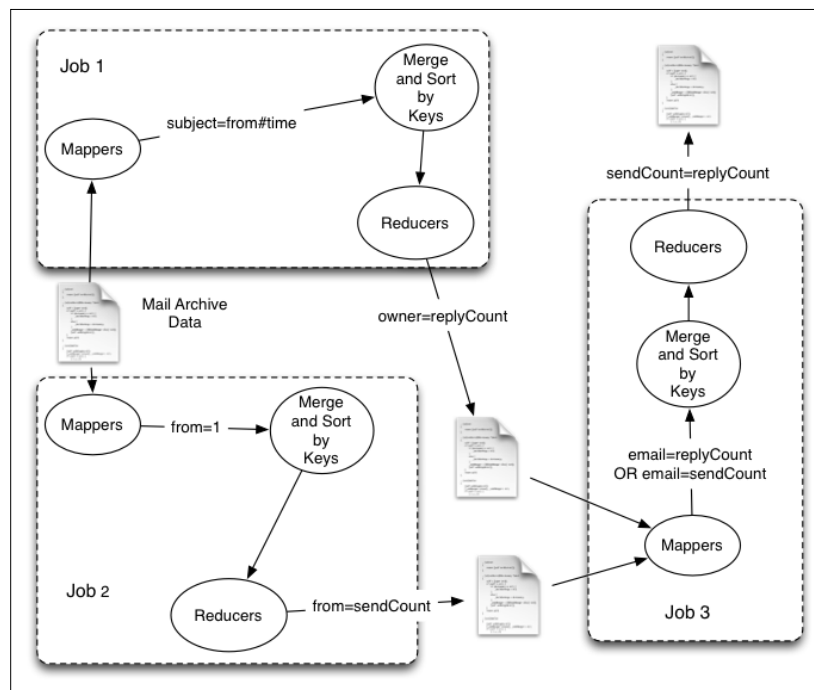 Job 1
Merge
and Sort
by
Keys
subject=from#time
Mappers
Reducers
Mail Archive
Data
owner=replyCount
Mappers
from=1
Merge
and Sort
by
Keys
Job 2
Reducers
from=sendCount
sendCount=replyCount
Reducers
Merge
and Sort
by
Keys
email=replyCount
OR email=sendCount
Mappers
Job 3